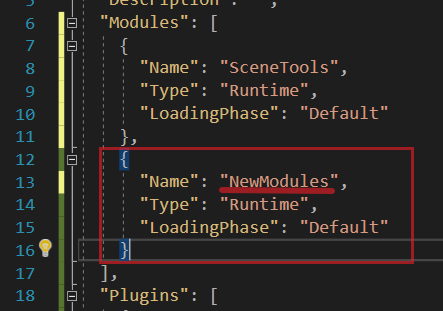 5
"Description": "",
6 "Modules": [
7 {
8 "Name": "SceneTools",
9 "Type": "Runtime",
10 "LoadingPhase": "Default"
11 },
12 {
13 "Name": "NewModules",
14 "Type": "Runtime",
15 "LoadingPhase": "Default"
16 }
17 ],
18 "Plugins": [